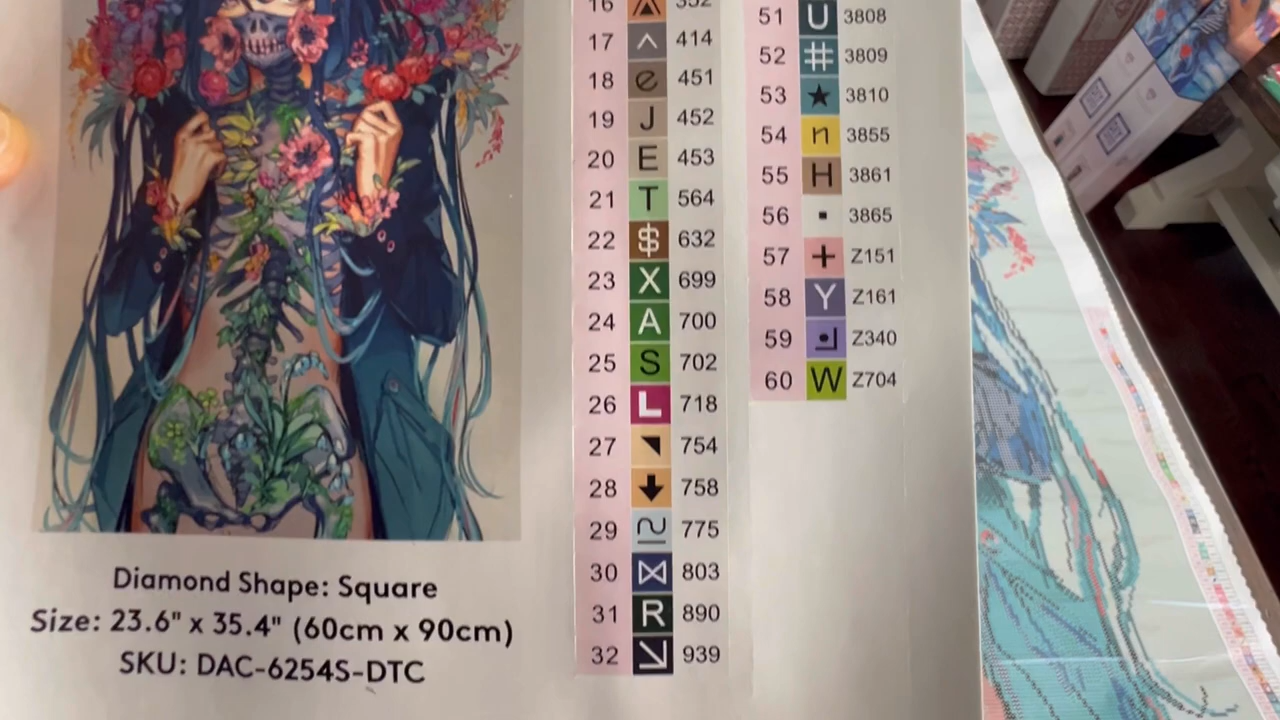 Diamond Shape: Square
Size: 23.6" x 35.4" (60cm x 90cm)
SKU: DAC-6254S-DTC
16 352
17 ^ 414
18 e 451
19 J 452
20 E 453
21 T 564
22 $ 632
23 X 699
24 A 700
25 S 702
26 L 718
27 ◥ 754
28 🡇 758
29 775
30 ⋈ 803
31 R 890
32 ↘ 939
51 U 3808
52 # 3809
53 ★ 3810
54 n 3855
55 H 3861
56 ▪ 3865
57 + Z151
58 Y Z161
59 Z340
60 W Z704